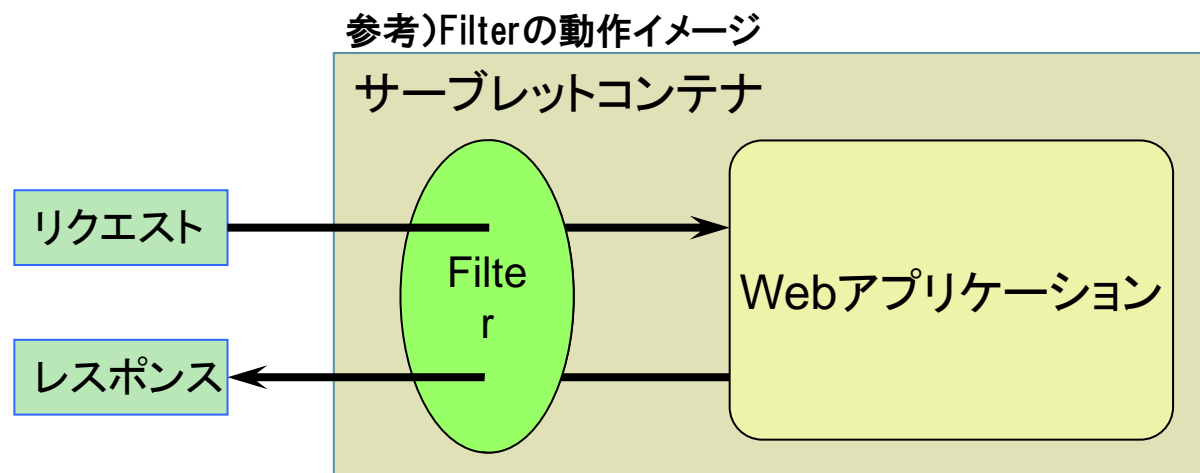 参考)Filterの動作イメージ
サーブレットコンテナ
リクエスト
Filte
r
Webアプリケーション
レスポンス